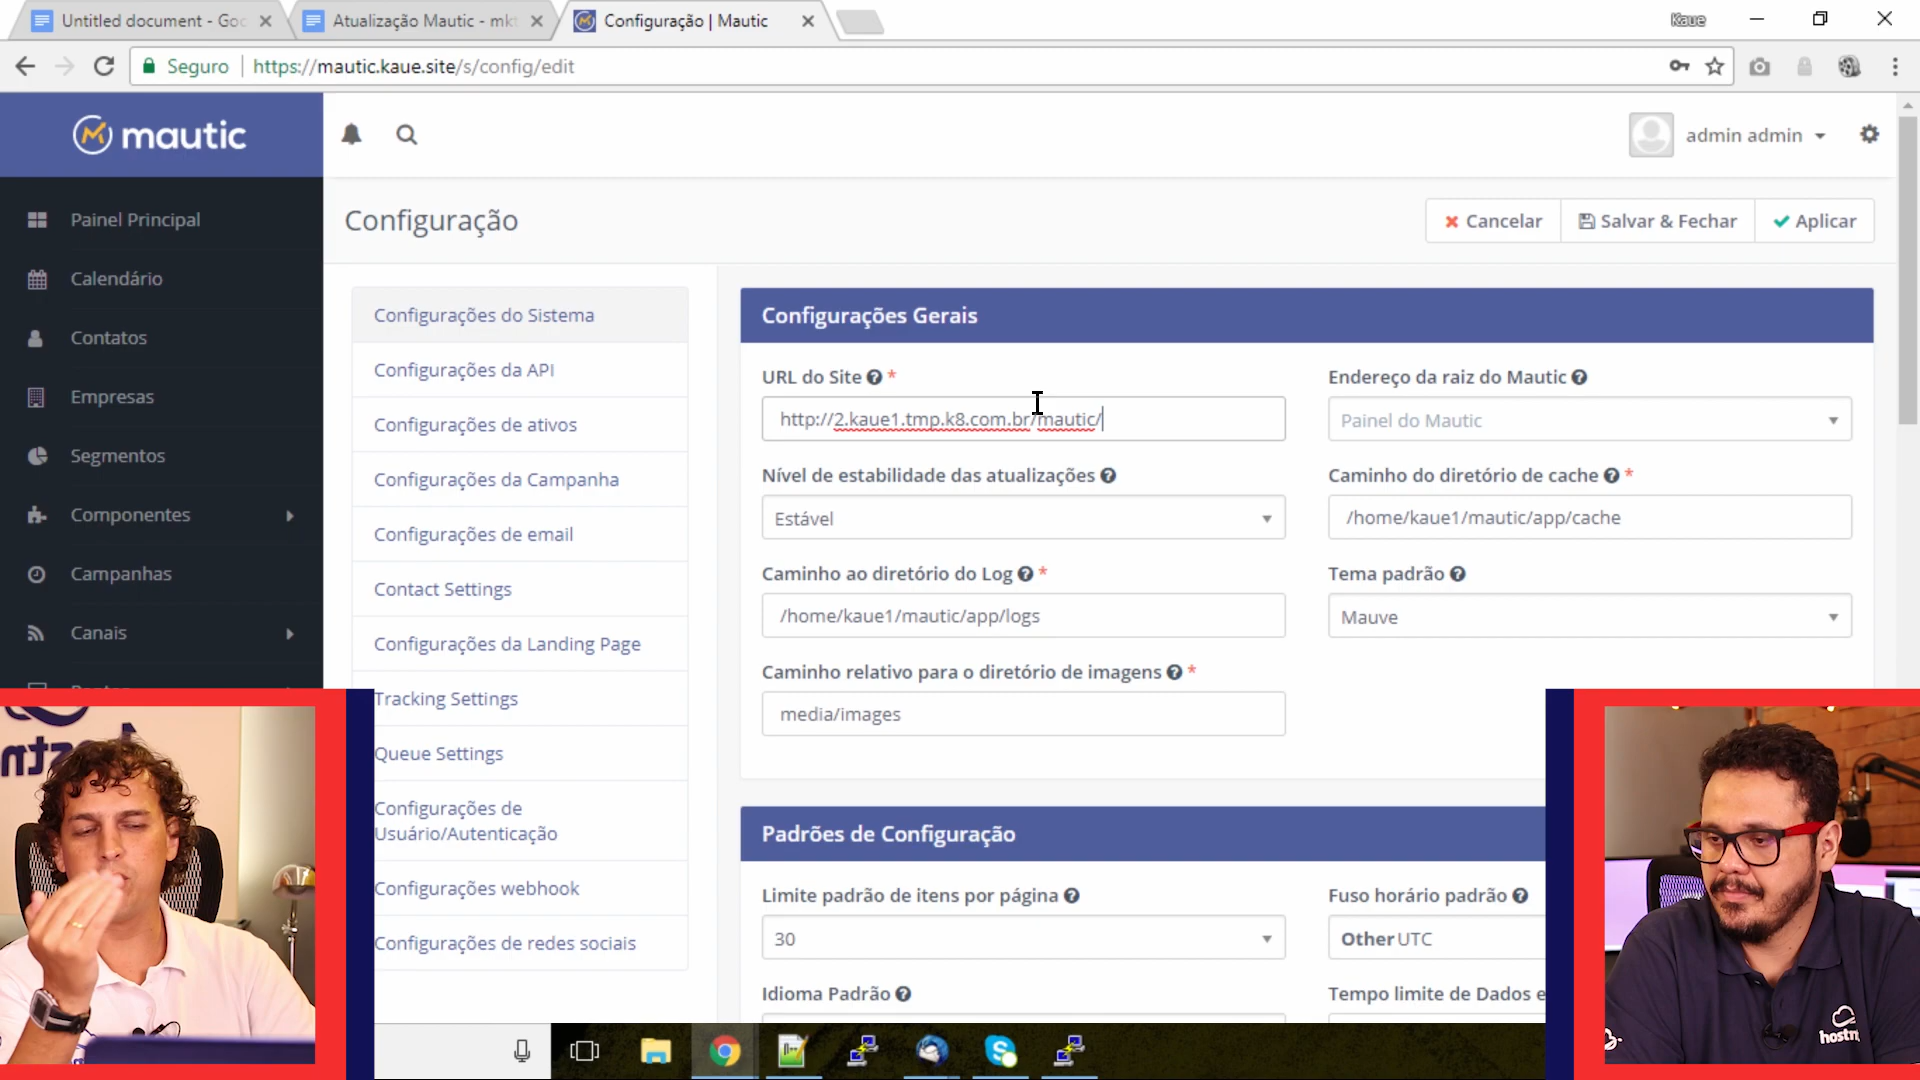 Untitled document - Goo
Atualização Mautic - mkt
Configuração | Mautic
Kaue
Seguro
https://mautic.kaue.site/s/config/edit
mautic
admin admin
Painel Principal
Calendário
Contatos
Empresas
Segmentos
Componentes
Campanhas
Canais
Configuração
Cancelar
Salvar & Fechar
Aplicar
Configurações do Sistema
Configurações da API
Configurações de ativos
Configurações da Campanha
Configurações de email
Contact Settings
Configurações da Landing Page
Tracking Settings
Queue Settings
Configurações de
Usuário/Autenticação
Configurações webhook
Configurações de redes sociais
Configurações Gerais
URL do Site *
http://2.kaue1.tmp.k8.com.br/mautic/
Endereço da raiz do Mautic
Painel do Mautic
Nível de estabilidade das atualizações
Estável
Caminho do diretório de cache *
/home/kaue1/mautic/app/cache
Caminho ao diretório do Log *
/home/kaue1/mautic/app/logs
Tema padrão
Mauve
Caminho relativo para o diretório de imagens *
media/images
Padrões de Configuração
Limite padrão de itens por página
30
Fuso horário padrão
Other UTC
Idioma Padrão
Tempo limite de Dados e